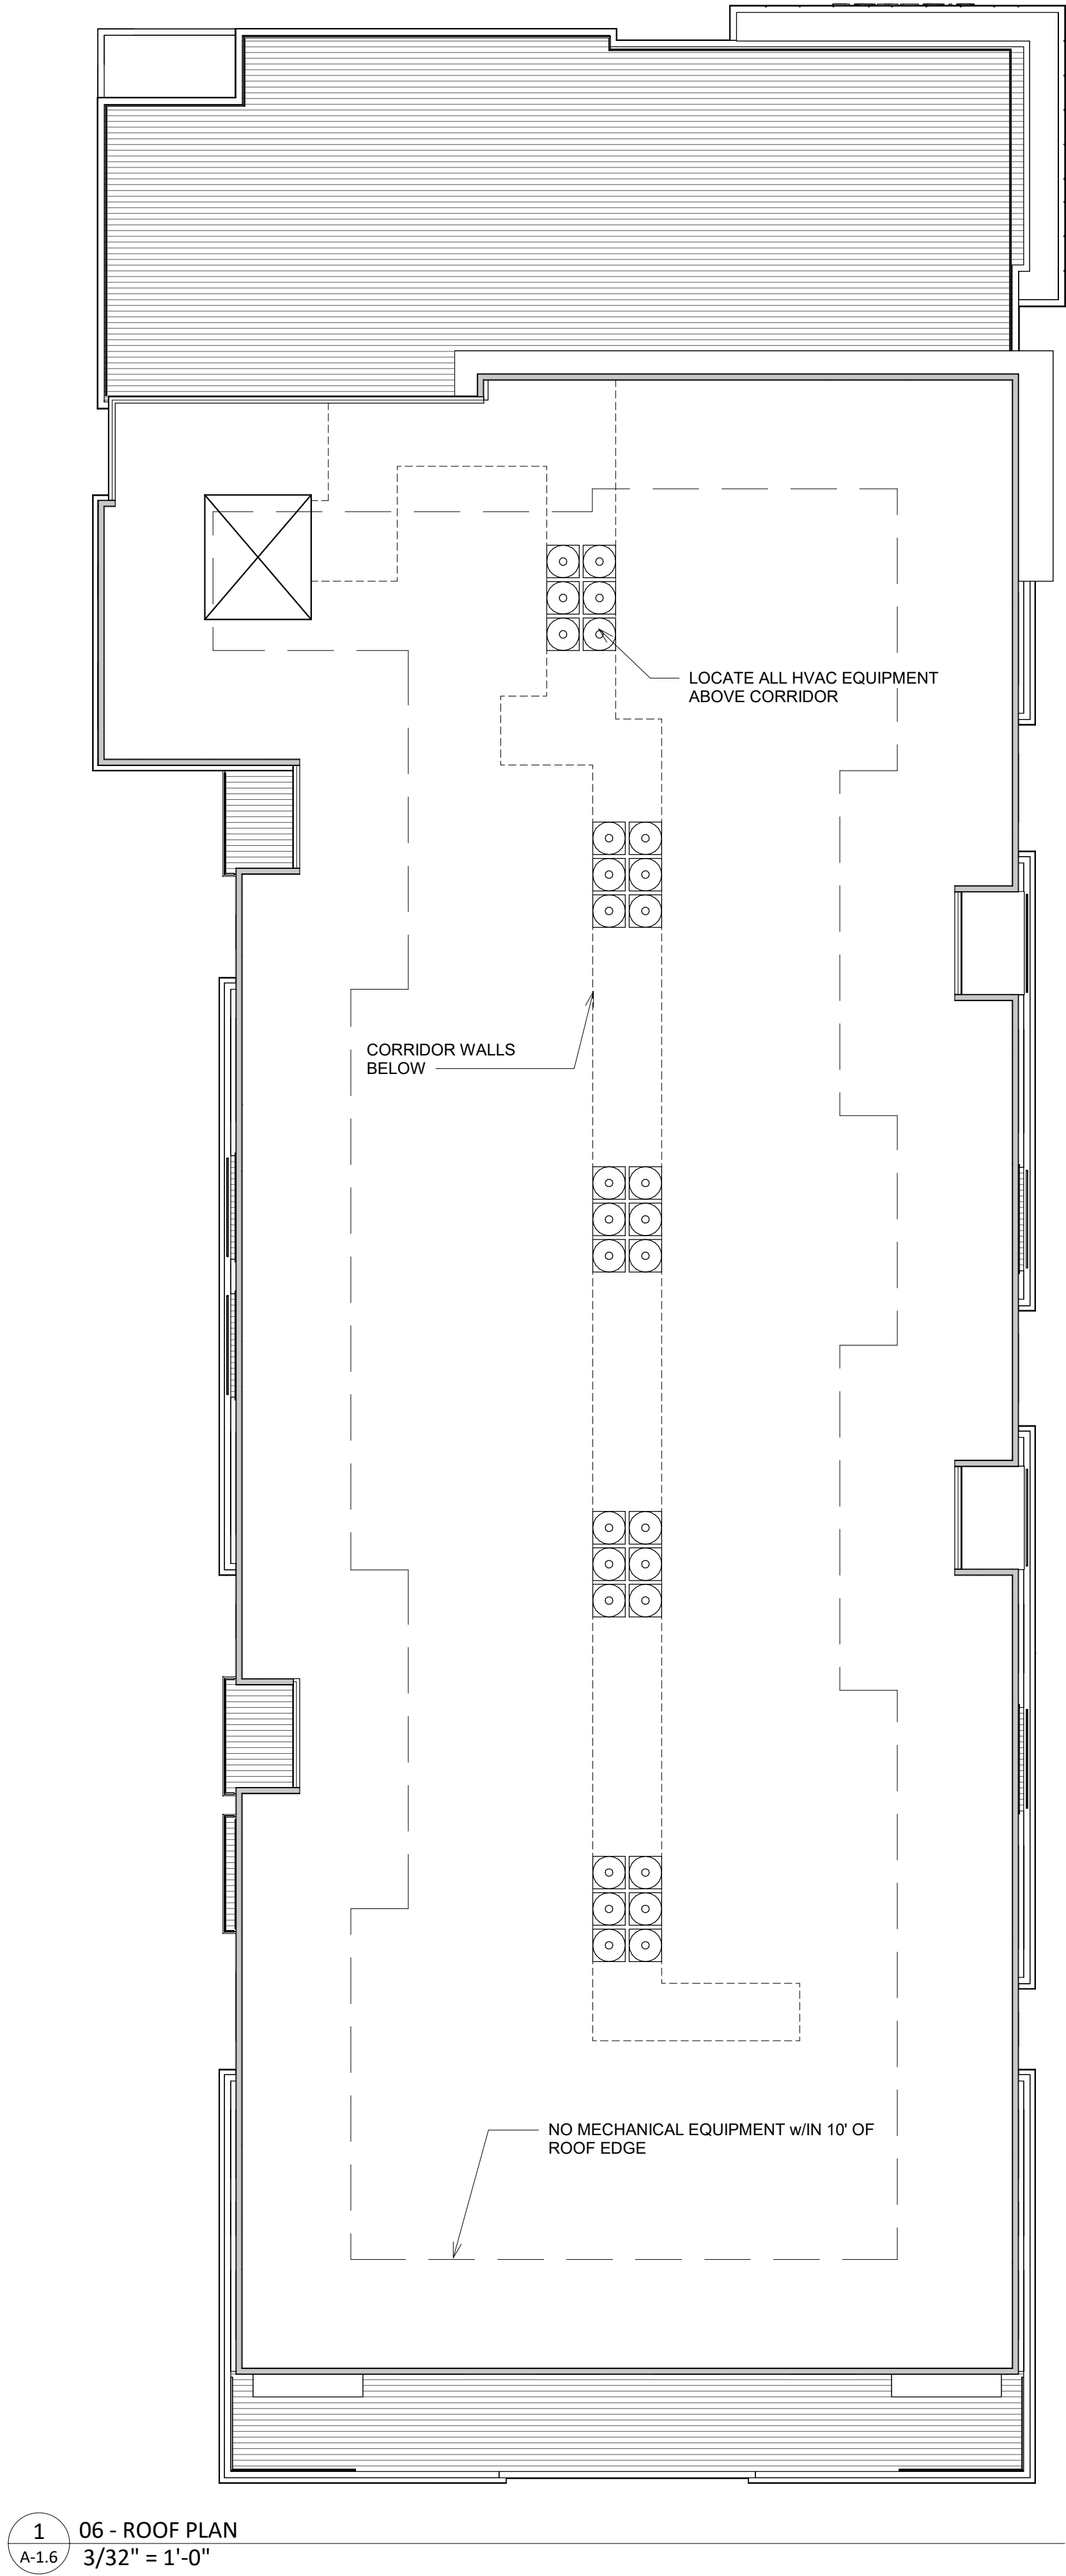 LOCATE ALL HVAC EQUIPMENT
ABOVE CORRIDOR
CORRIDOR WALLS
BELOW
NO MECHANICAL EQUIPMENT w/IN 10' OF
ROOF EDGE
1
A-1.6
06 - ROOF PLAN
3/32" = 1'-0"